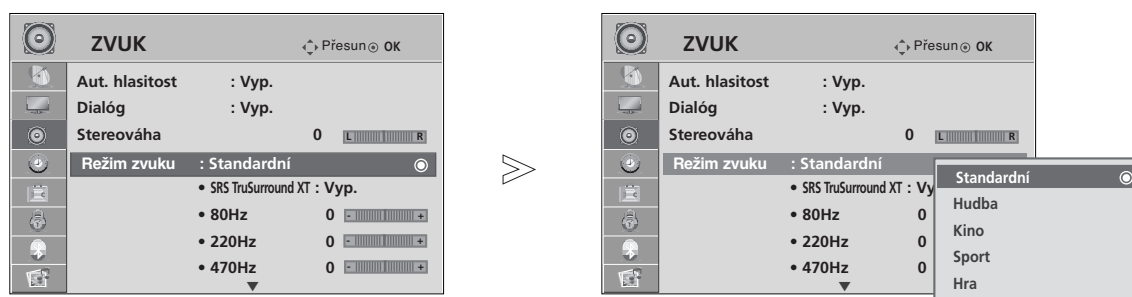 ZVUK
Přesun OK
Aut. hlasitost : Vyp.
Dialóg : Vyp.
Stereováha 0 L R
Režim zvuku : Standardní
• SRS TruSurround XT : Vyp.
• 80Hz 0 - +
• 220Hz 0 - +
• 470Hz 0 - +
ZVUK
Přesun OK
Aut. hlasitost : Vyp.
Dialóg : Vyp.
Stereováha 0 L R
Režim zvuku : Standardní
• SRS TruSurround XT : Vy
• 80Hz 0
• 220Hz 0
• 470Hz 0
Standardní
Hudba
Kino
Sport
Hra